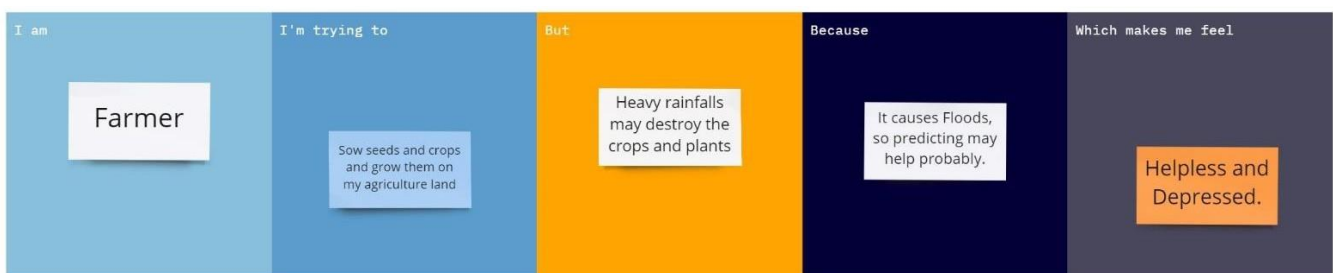 I am
Farmer
I'm trying to
Sow seeds and crops
and grow them on
my agriculture land
But
Heavy rainfalls
may destroy the
crops and plants
Because
It causes Floods,
so predicting may
help probably.
Which makes me feel
Helpless and
Depressed.